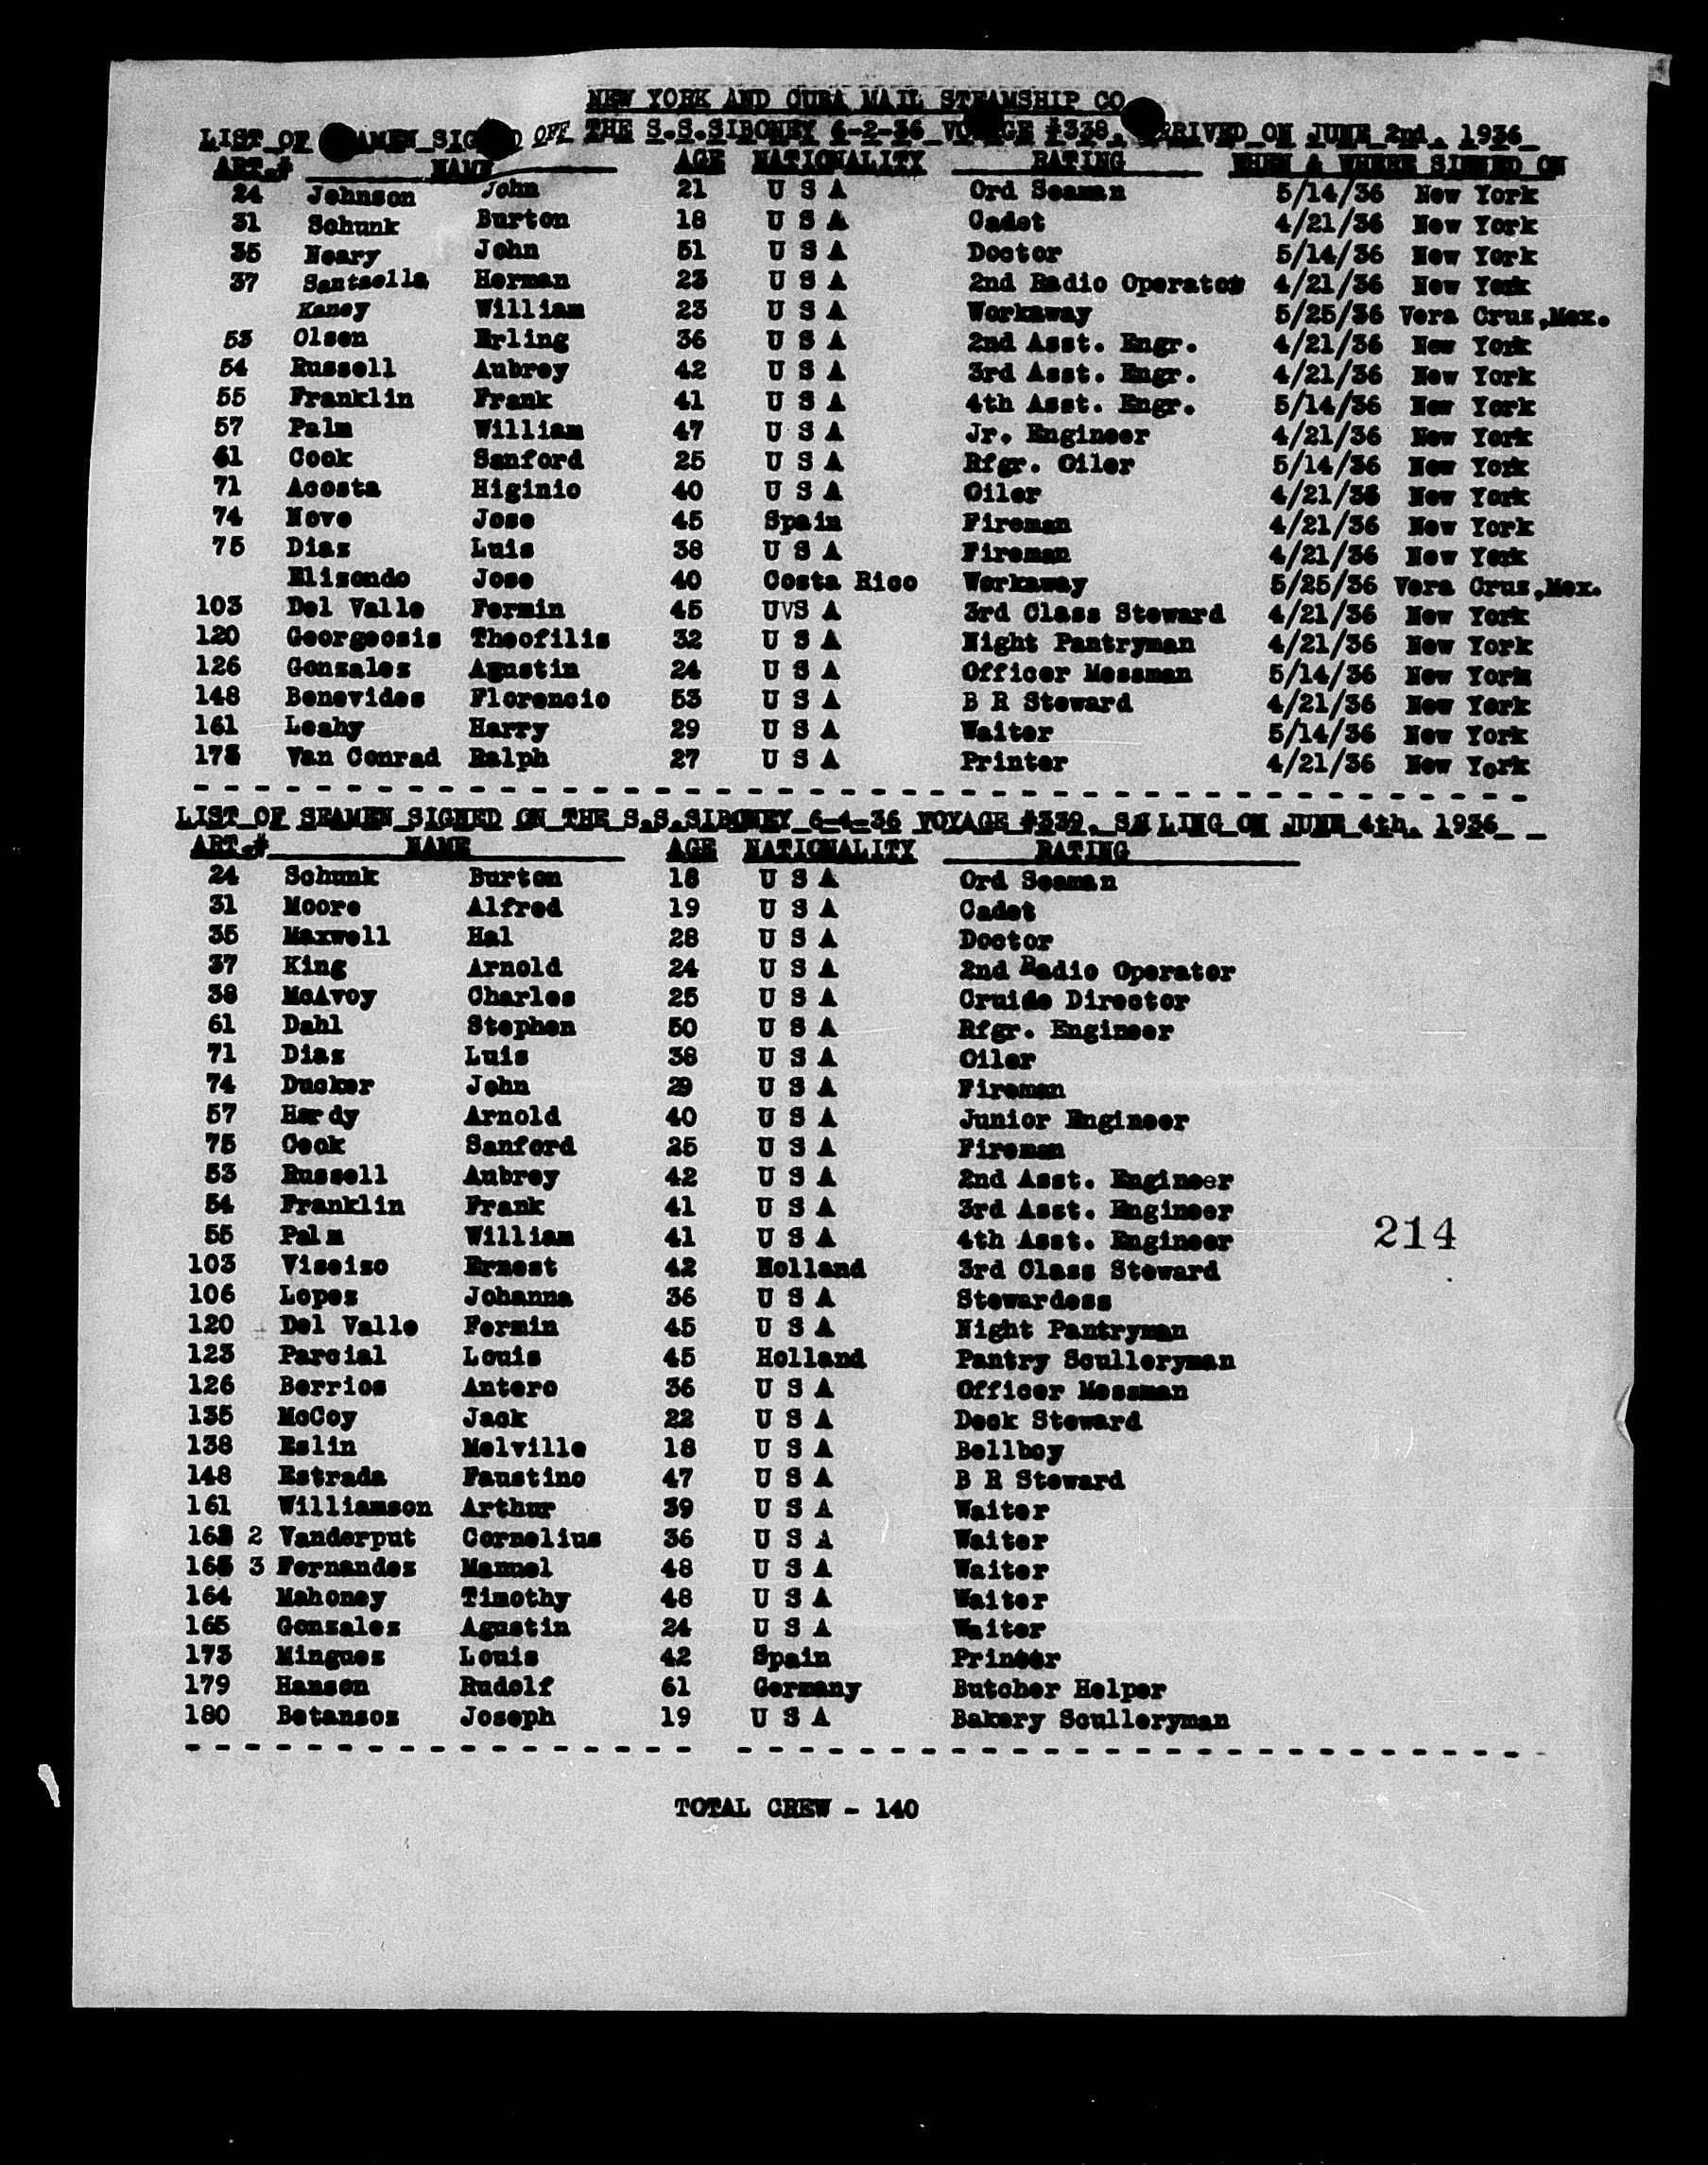 NEW YORK AND CUBA MAIL STEAMSHIP CO
LIST OF AMEN SIG D OFF THE S.S.SIBONEY 6-2-36 VO GE #338. RRIVED ON JUNE 2nd. 1936
ART.# NAME AGE NATIONALITY RATING WHEN & WHERE SIGNED ON
24 Johnson John 21 U S A Ord Seaman 5/14/36 New York
31 Schunk Burton 18 U S A Cadet 4/21/36 New York
35 Neary John 51 U S A Doctor 5/14/36 New York
37 Santaella Herman 23 U S A 2nd Radio Operator 4/21/36 New York
Kaney William 23 U S A Workaway 5/25/36 Vera Cruz,Mex.
53 Olsen Erling 36 U S A 2nd Asst. Engr. 4/21/36 New York
54 Russell Aubrey 42 U S A 3rd Asst. Engr. 4/21/36 New York
55 Franklin Frank 41 U S A 4th Asst. Engr. 5/14/36 New York
57 Palm William 47 U S A Jr. Engineer 4/21/36 New York
61 Cook Sanford 25 U S A Rfgr. Oiler 5/14/36 New York
71 Acosta Higinio 40 U S A Oiler 4/21/36 New York
74 Novo Jose 45 Spain Fireman 4/21/36 New York
75 Diaz Luis 38 U S A Fireman 4/21/36 New York
Elizondo Jose 40 Costa Rico Workaway 5/25/36 Vera Cruz,Mex.
103 Del Valle Fermin 45 UVS A 3rd Class Steward 4/21/36 New York
120 Georgeosis Theofilis 32 U S A Night Pantryman 4/21/36 New York
126 Gonzalez Agustin 24 U S A Officer Messman 5/14/36 New York
148 Benevides Florencio 53 U S A B R Steward 4/21/36 New York
161 Leahy Harry 29 U S A Waiter 5/14/36 New York
173 Van Conrad Ralph 27 U S A Printer 4/21/36 New York
LIST OF SEAMEN SIGNED ON THE S.S.SIBONEY 6-4-36 VOYAGE #339. SAILING ON JUNE 4th. 1936
ART.# NAME AGE NATIONALITY RATING
24 Schunk Burton 18 U S A Ord Seaman
31 Moore Alfred 19 U S A Cadet
35 Maxwell Hal 28 U S A Doctor
37 King Arnold 24 U S A 2nd Radio Operator
38 McAvoy Charles 25 U S A Cruide Director
61 Dahl Stephen 50 U S A Rfgr. Engineer
71 Diaz Luis 38 U S A Oiler
74 Ducker John 29 U S A Fireman
57 Hardy Arnold 40 U S A Junior Engineer
75 Cook Sanford 25 U S A Fireman
53 Russell Aubrey 42 U S A 2nd Asst. Engineer
54 Franklin Frank 41 U S A 3rd Asst. Engineer
55 Palm William 41 U S A 4th Asst. Engineer
214
103 Viseizo Ernest 42 Holland 3rd Class Steward
106 Lopez Johanna 36 U S A Stewardess
120 Del Valle Fermin 45 U S A Night Pantryman
123 Parcial Louis 45 Holland Pantry Sculleryman
126 Berrios Antero 36 U S A Officer Messman
135 McCoy Jack 22 U S A Deck Steward
138 Eslin Melville 18 U S A Bellboy
148 Estrada Faustino 47 U S A B R Steward
161 Williamson Arthur 39 U S A Waiter
162 2 Vanderput Cornelius 36 U S A Waiter
163 3 Fernandez Manuel 48 U S A Waiter
164 Mahoney Timothy 48 U S A Waiter
165 Gonzalez Agustin 24 U S A Waiter
173 Minguez Louis 42 Spain Printer
179 Hansen Rudolf 61 Germany Butcher Helper
180 Betansoz Joseph 19 U S A Bakery Sculleryman
TOTAL CREW - 140